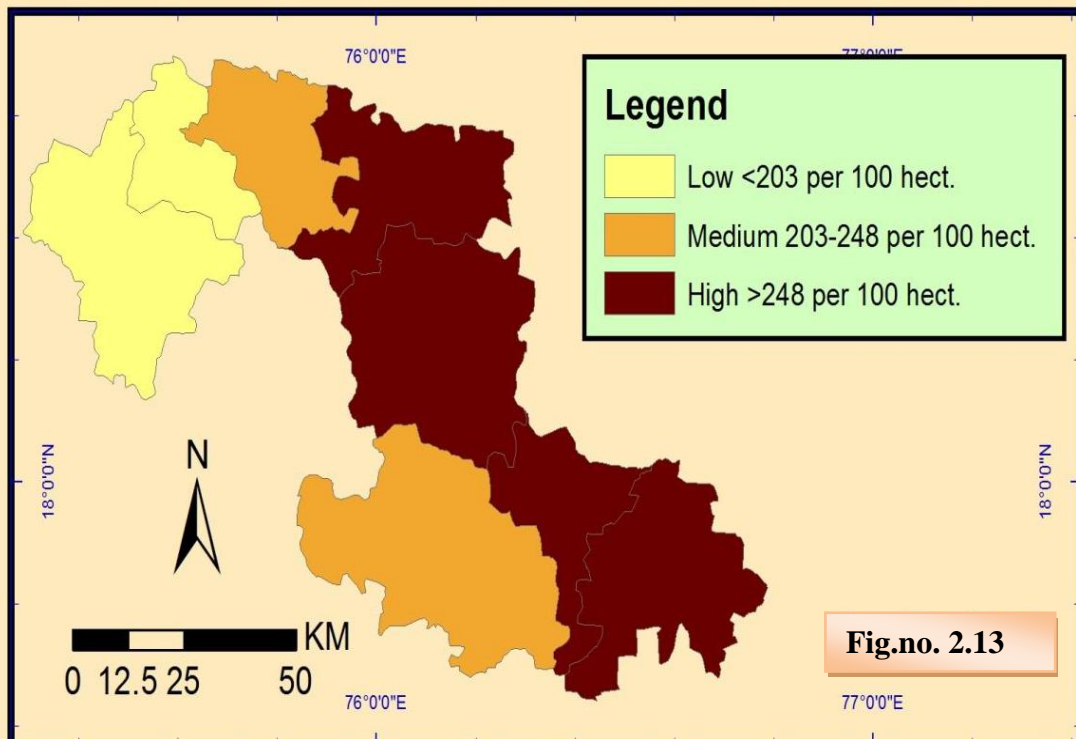 76°0'0"E
77°0'0"E
Legend
Low <203 per 100 hect.
Medium 203-248 per 100 hect.
High >248 per 100 hect.
18°0'0"N
18°0'0"N
N
KM
0 12.5 25 50
Fig.no. 2.13
76°0'0"E
77°0'0"E